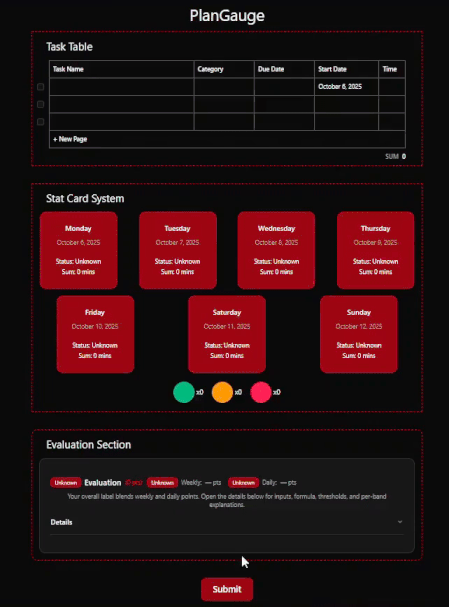 PlanGauge
Task Table
Task Name Category Due Date Start Date Time
October 6, 2025
+ New Page
SUM 0
Stat Card System
Monday Tuesday Wednesday Thursday
October 6, 2025 October 7, 2025 October 8, 2025 October 9, 2025
Status: Unknown Status: Unknown Status: Unknown Status: Unknown
Sum: 0 mins Sum: 0 mins Sum: 0 mins Sum: 0 mins
Friday Saturday Sunday
October 10, 2025 October 11, 2025 October 12, 2025
Status: Unknown Status: Unknown Status: Unknown
Sum: 0 mins Sum: 0 mins Sum: 0 mins
x0 x0 x0
Evaluation Section
Unknown Evaluation Unknown Weekly: — pts Unknown Daily: — pts
Your overall label blends weekly and daily points. Open the details below for inputs, formula, thresholds, and per-band
explanations.
Details
Submit